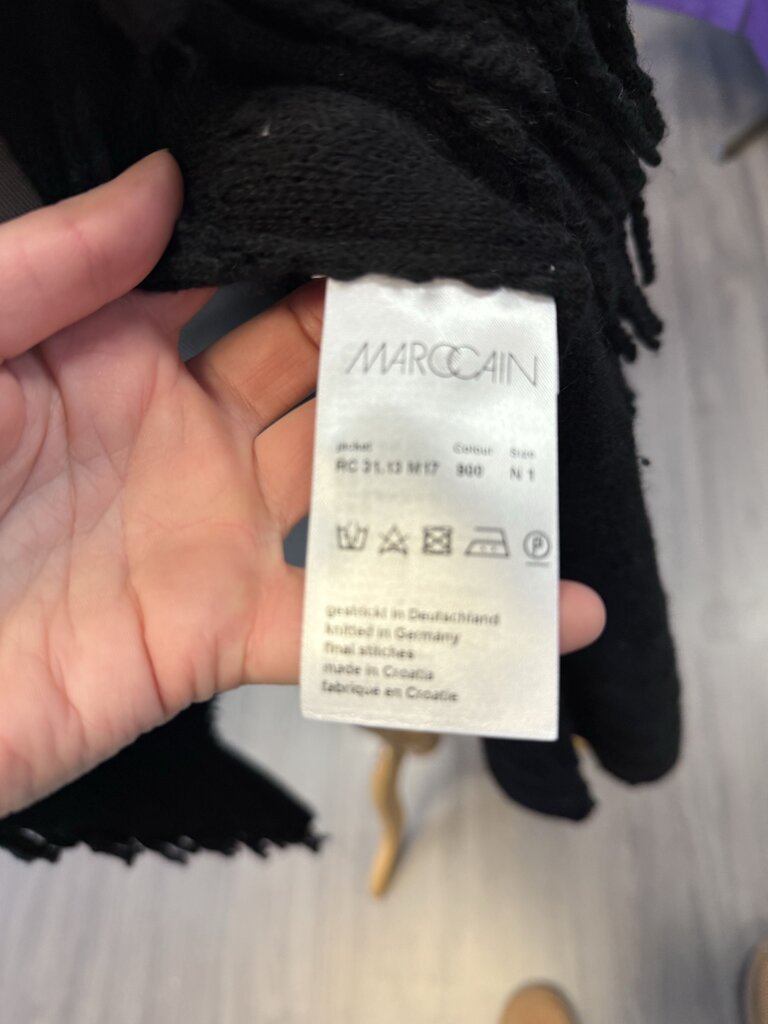 MARCCAIN
jacket Colour Size
RC 31.13 M17 900 N 1
P
gestrickt in Deutschland
knitted in Germany
final stitches
made in Croatia
fabriqué en Croatie